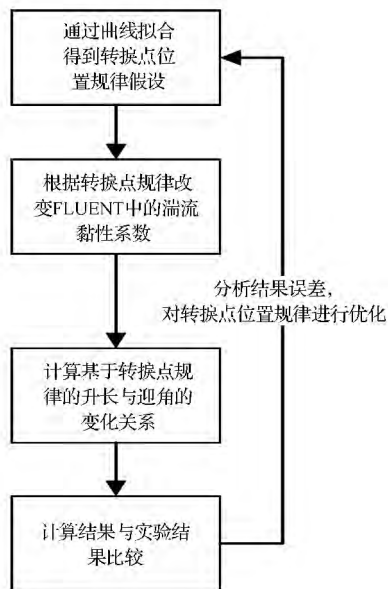 通过曲线拟合
得到转捩点位
置规律假设
根据转捩点规律改
变FLUENT中的湍流
黏性系数
分析结果误差，
对转捩点位置规律进行优化
计算基于转捩点规
律的升长与迎角的
变化关系
计算结果与实验结
果比较